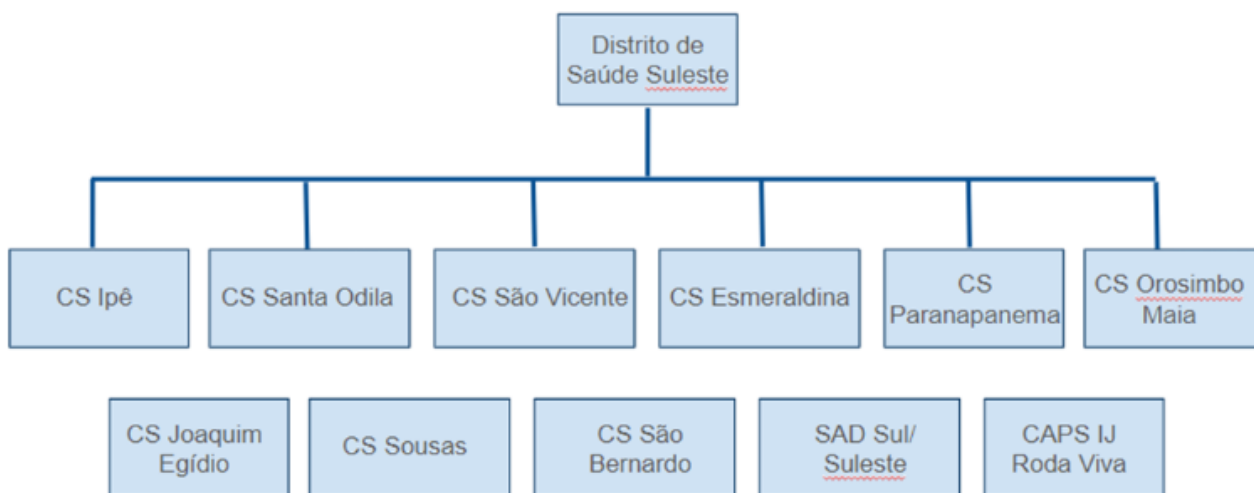 Distrito de
Saúde Suleste
CS Ipê
CS Santa Odila
CS São Vicente
CS Esmeraldina
CS
Paranapanema
CS Orosimbo
Maia
CS Joaquim
Egídio
CS Sousas
CS São
Bernardo
SAD Sul/
Suleste
CAPS IJ
Roda Viva